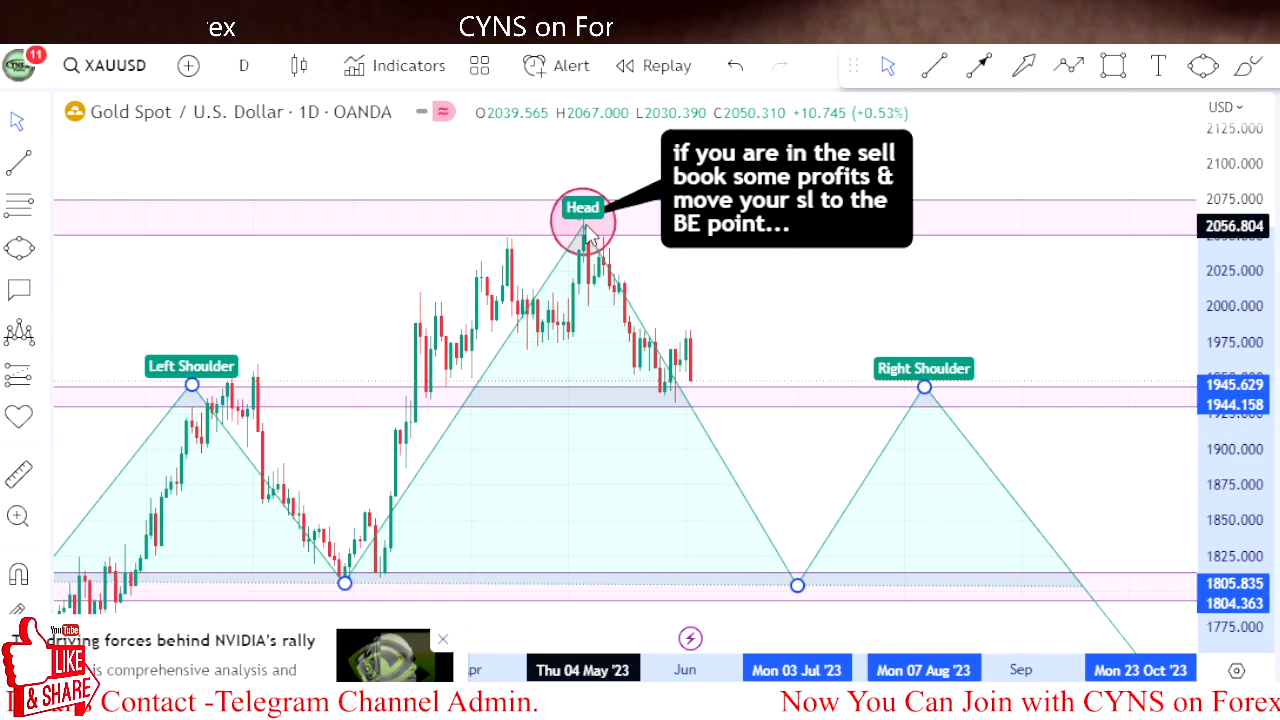 ex
CYNS on For
11
XAUUSD
D
Indicators
Alert
Replay
Gold Spot / U.S. Dollar · 1D · OANDA
O2039.565 H2067.000 L2030.390 C2050.310 +10.745 (+0.53%)
USD
2125.000
2100.000
2075.000
2056.804
2025.000
2000.000
1975.000
1945.629
1944.158
1900.000
1875.000
1850.000
1825.000
1805.835
1804.363
1775.000
if you are in the sell
book some profits &
move your sl to the
BE point...
Head
Left Shoulder
Right Shoulder
driving forces behind NVIDIA's rally
is comprehensive analysis and
YouTube
LIKE
& SHARE
pr
Thu 04 May '23
Jun
Mon 03 Jul '23
Mon 07 Aug '23
Sep
Mon 23 Oct '23
Contact -Telegram Channel Admin.
Now You Can Join with CYNS on Forex